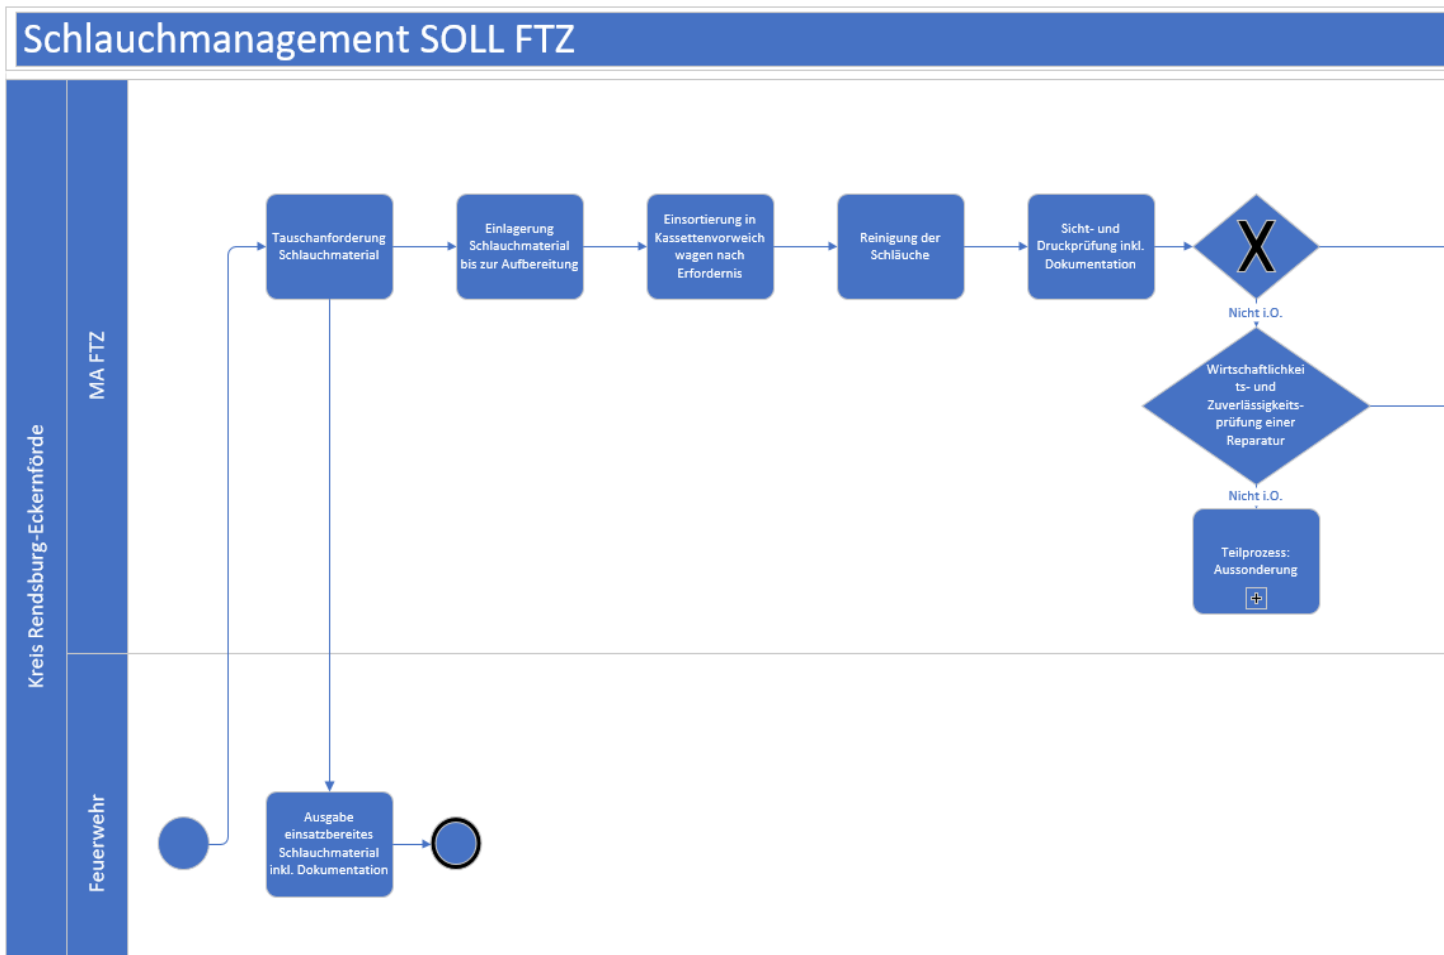 Schlauchmanagement SOLL FTZ
Kreis Rendsburg-Eckernförde
MA FTZ
Tauschanforderung
Schlauchmaterial
Einlagerung
Schlauchmaterial
bis zur Aufbereitung
Einsortierung in
Kassettenvorweich
wagen nach
Erfordernis
Reinigung der
Schläuche
Sicht- und
Druckprüfung inkl.
Dokumentation
X
Nicht i.O.
Wirtschaftlichkei
ts- und
Zuverlässigkeits-
prüfung einer
Reparatur
Nicht i.O.
Teilprozess:
Aussonderung
Feuerwehr
Ausgabe
einsatzbereites
Schlauchmaterial
inkl. Dokumentation